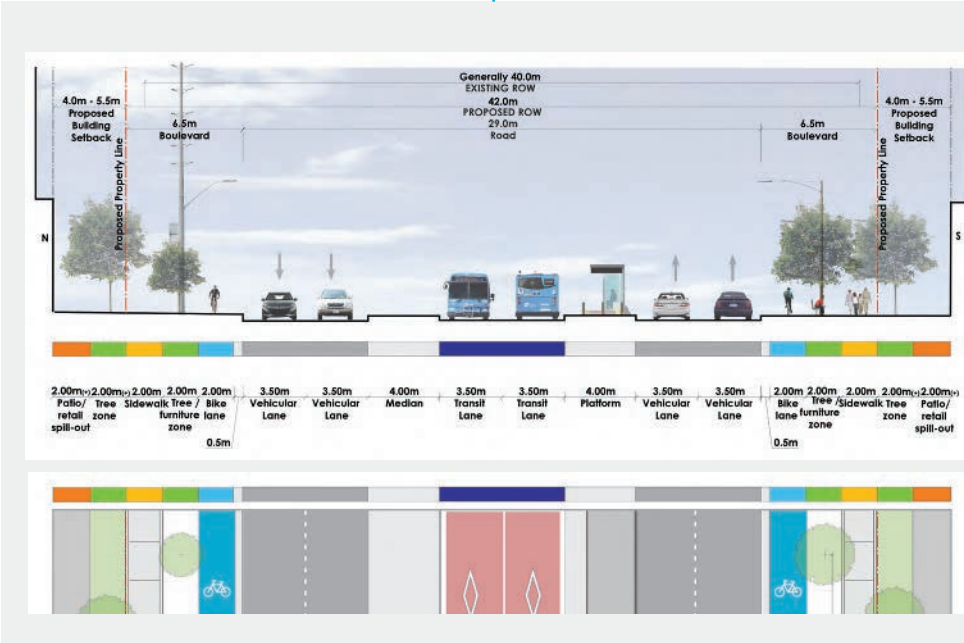 Generally 40.0m
EXISTING ROW
42.0m
PROPOSED ROW
29.0m
Road
4.0m - 5.5m
Proposed
Building
Setback
6.5m
Boulevard
6.5m
Boulevard
4.0m - 5.5m
Proposed
Building
Setback
Proposed Property Line
Proposed Property Line
N
S
2.00m(+) 2.00m(+) 2.00m 2.00m 2.00m 3.50m 3.50m 4.00m 3.50m 3.50m 4.00m 3.50m 3.50m 2.00m 2.00m 2.00m 2.00m(+) 2.00m(+)
Patio/
retail
spill-out
Tree
zone
Sidewalk
Tree /
furniture
zone
Bike
lane
0.5m
Vehicular
Lane
Vehicular
Lane
Median
Transit
Lane
Transit
Lane
Platform
Vehicular
Lane
Vehicular
Lane
0.5m
Bike
lane
Tree /
furniture
zone
Sidewalk
Tree
zone
Patio/
retail
spill-out